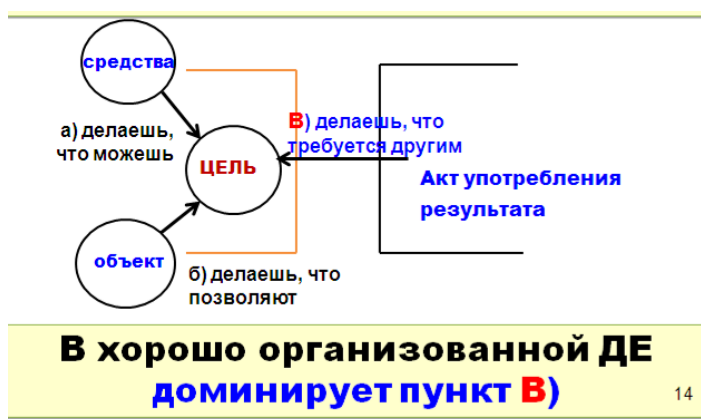 средства
а) делаешь,
что можешь
ЦЕЛЬ
В) делаешь, что
требуется другим
Акт употребления
результата
объект
б) делаешь, что
позволяют
В хорошо организованной ДЕ
доминирует пункт В)
14